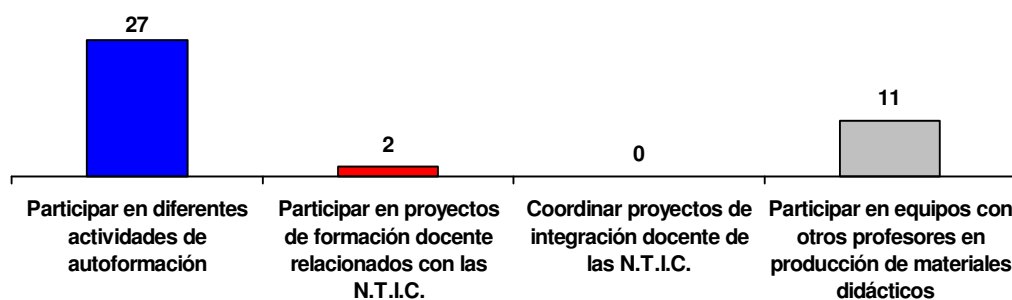 27
2
0
11
Participar en diferentes
actividades de
autoformación
Participar en proyectos
de formación docente
relacionados con las
N.T.I.C.
Coordinar proyectos de
integración docente de
las N.T.I.C.
Participar en equipos con
otros profesores en
producción de materiales
didácticos